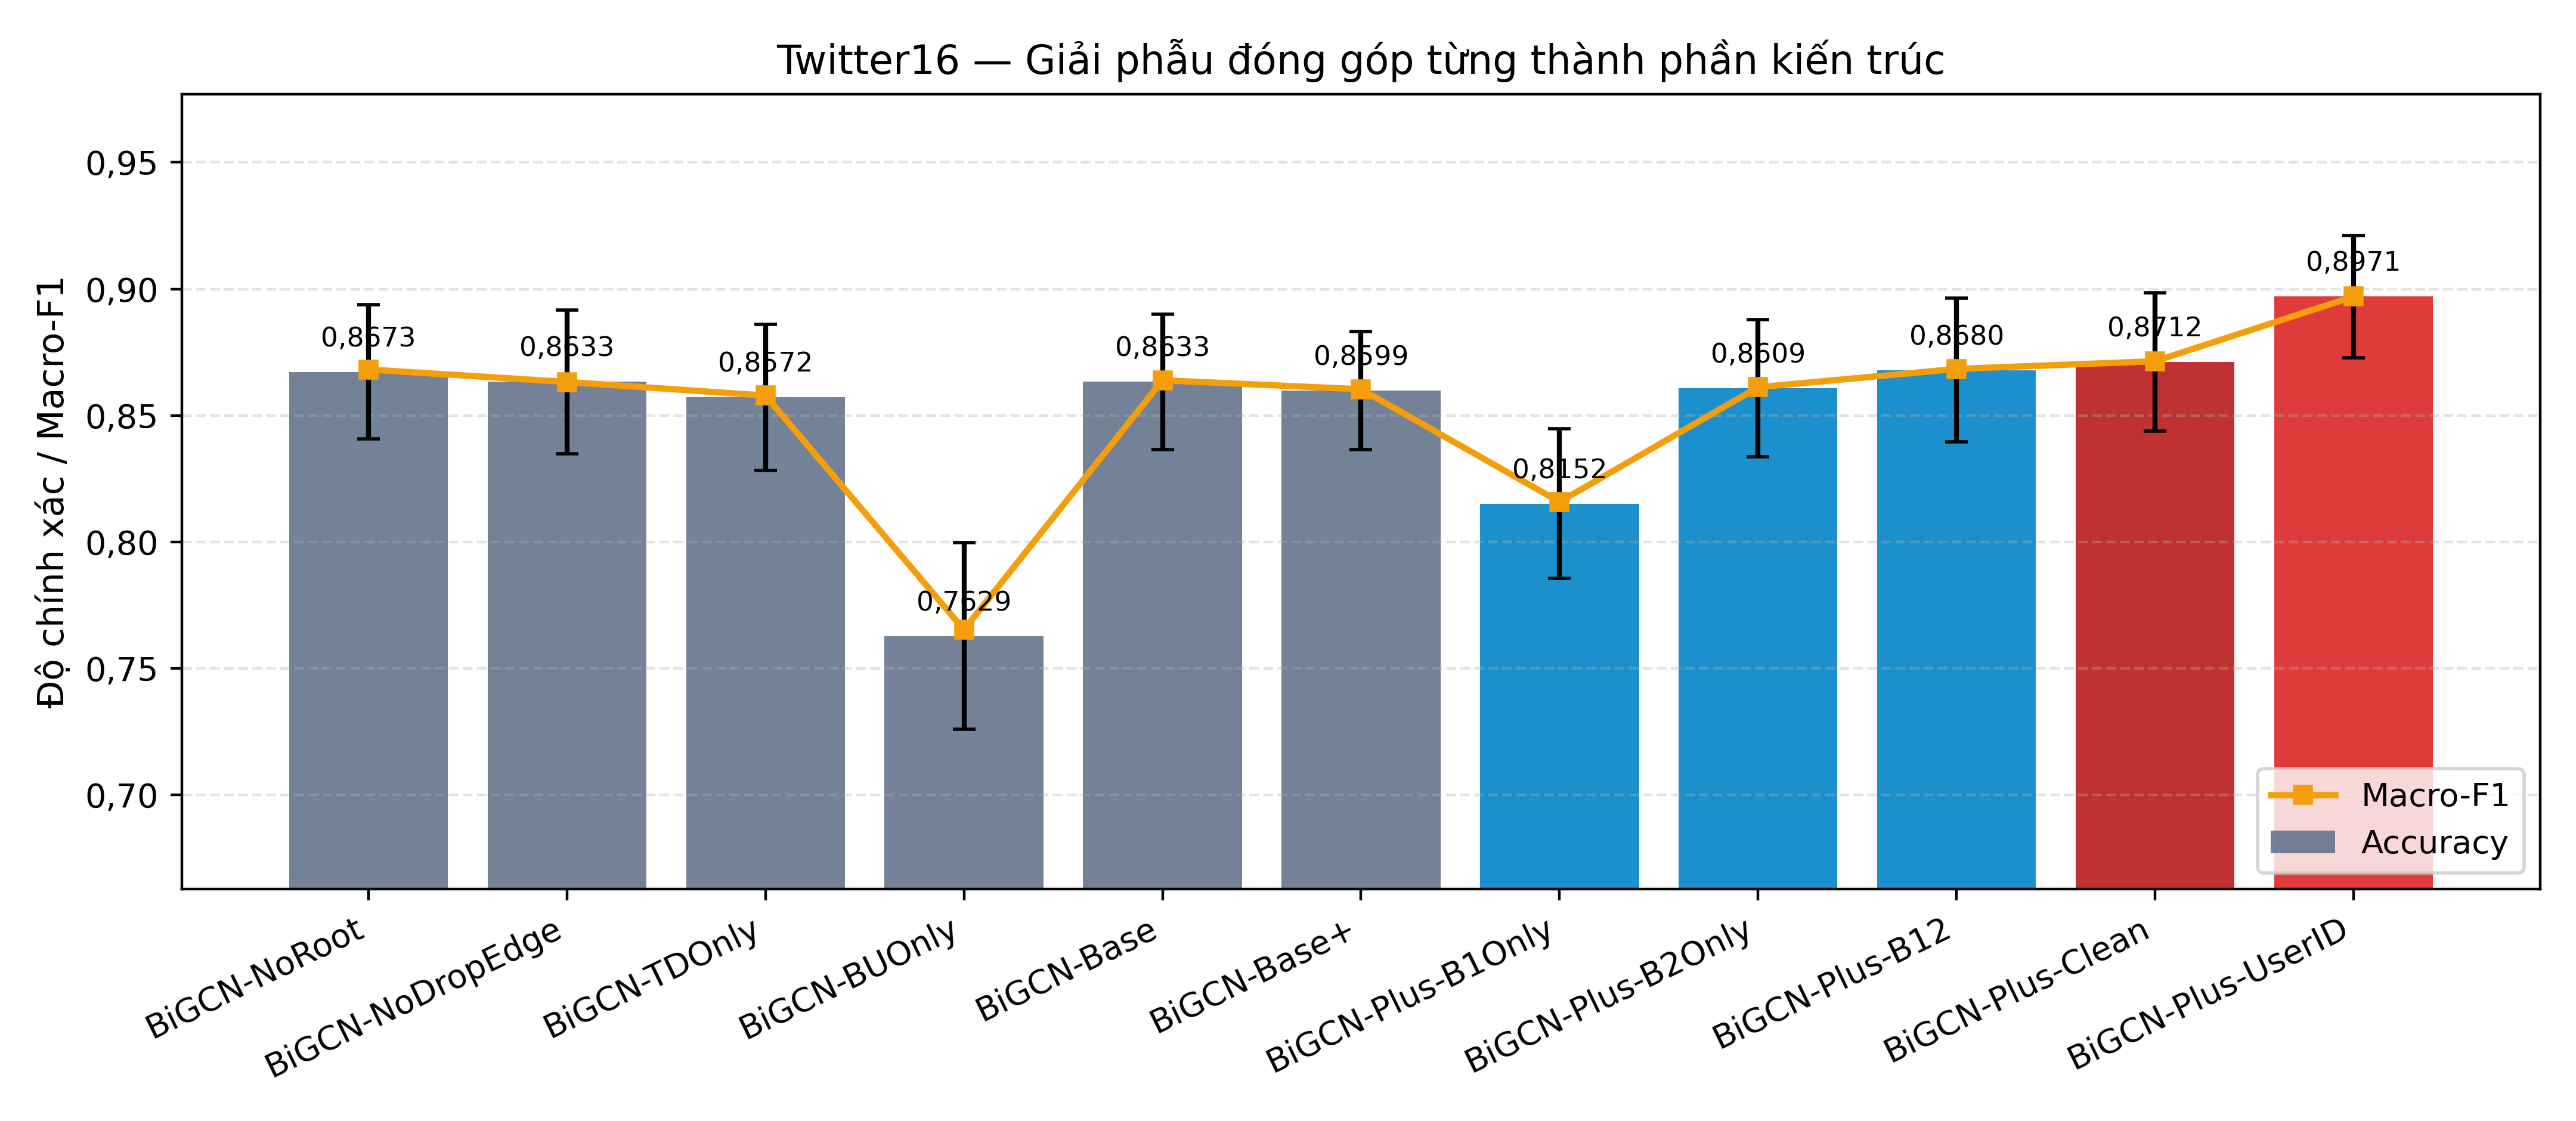 Twitter16 — Giải phẫu đóng góp từng thành phần kiến trúc
Độ chính xác / Macro-F1
0,95
0,90
0,85
0,80
0,75
0,70
0,8673
0,8633
0,8572
0,7629
0,8633
0,8599
0,8152
0,8609
0,8680
0,8712
0,8971
Macro-F1
Accuracy
BiGCN-NoRoot
BiGCN-NoDropEdge
BiGCN-TDOnly
BiGCN-BUOnly
BiGCN-Base
BiGCN-Base+
BiGCN-Plus-B1Only
BiGCN-Plus-B2Only
BiGCN-Plus-B12
BiGCN-Plus-Clean
BiGCN-Plus-UserID